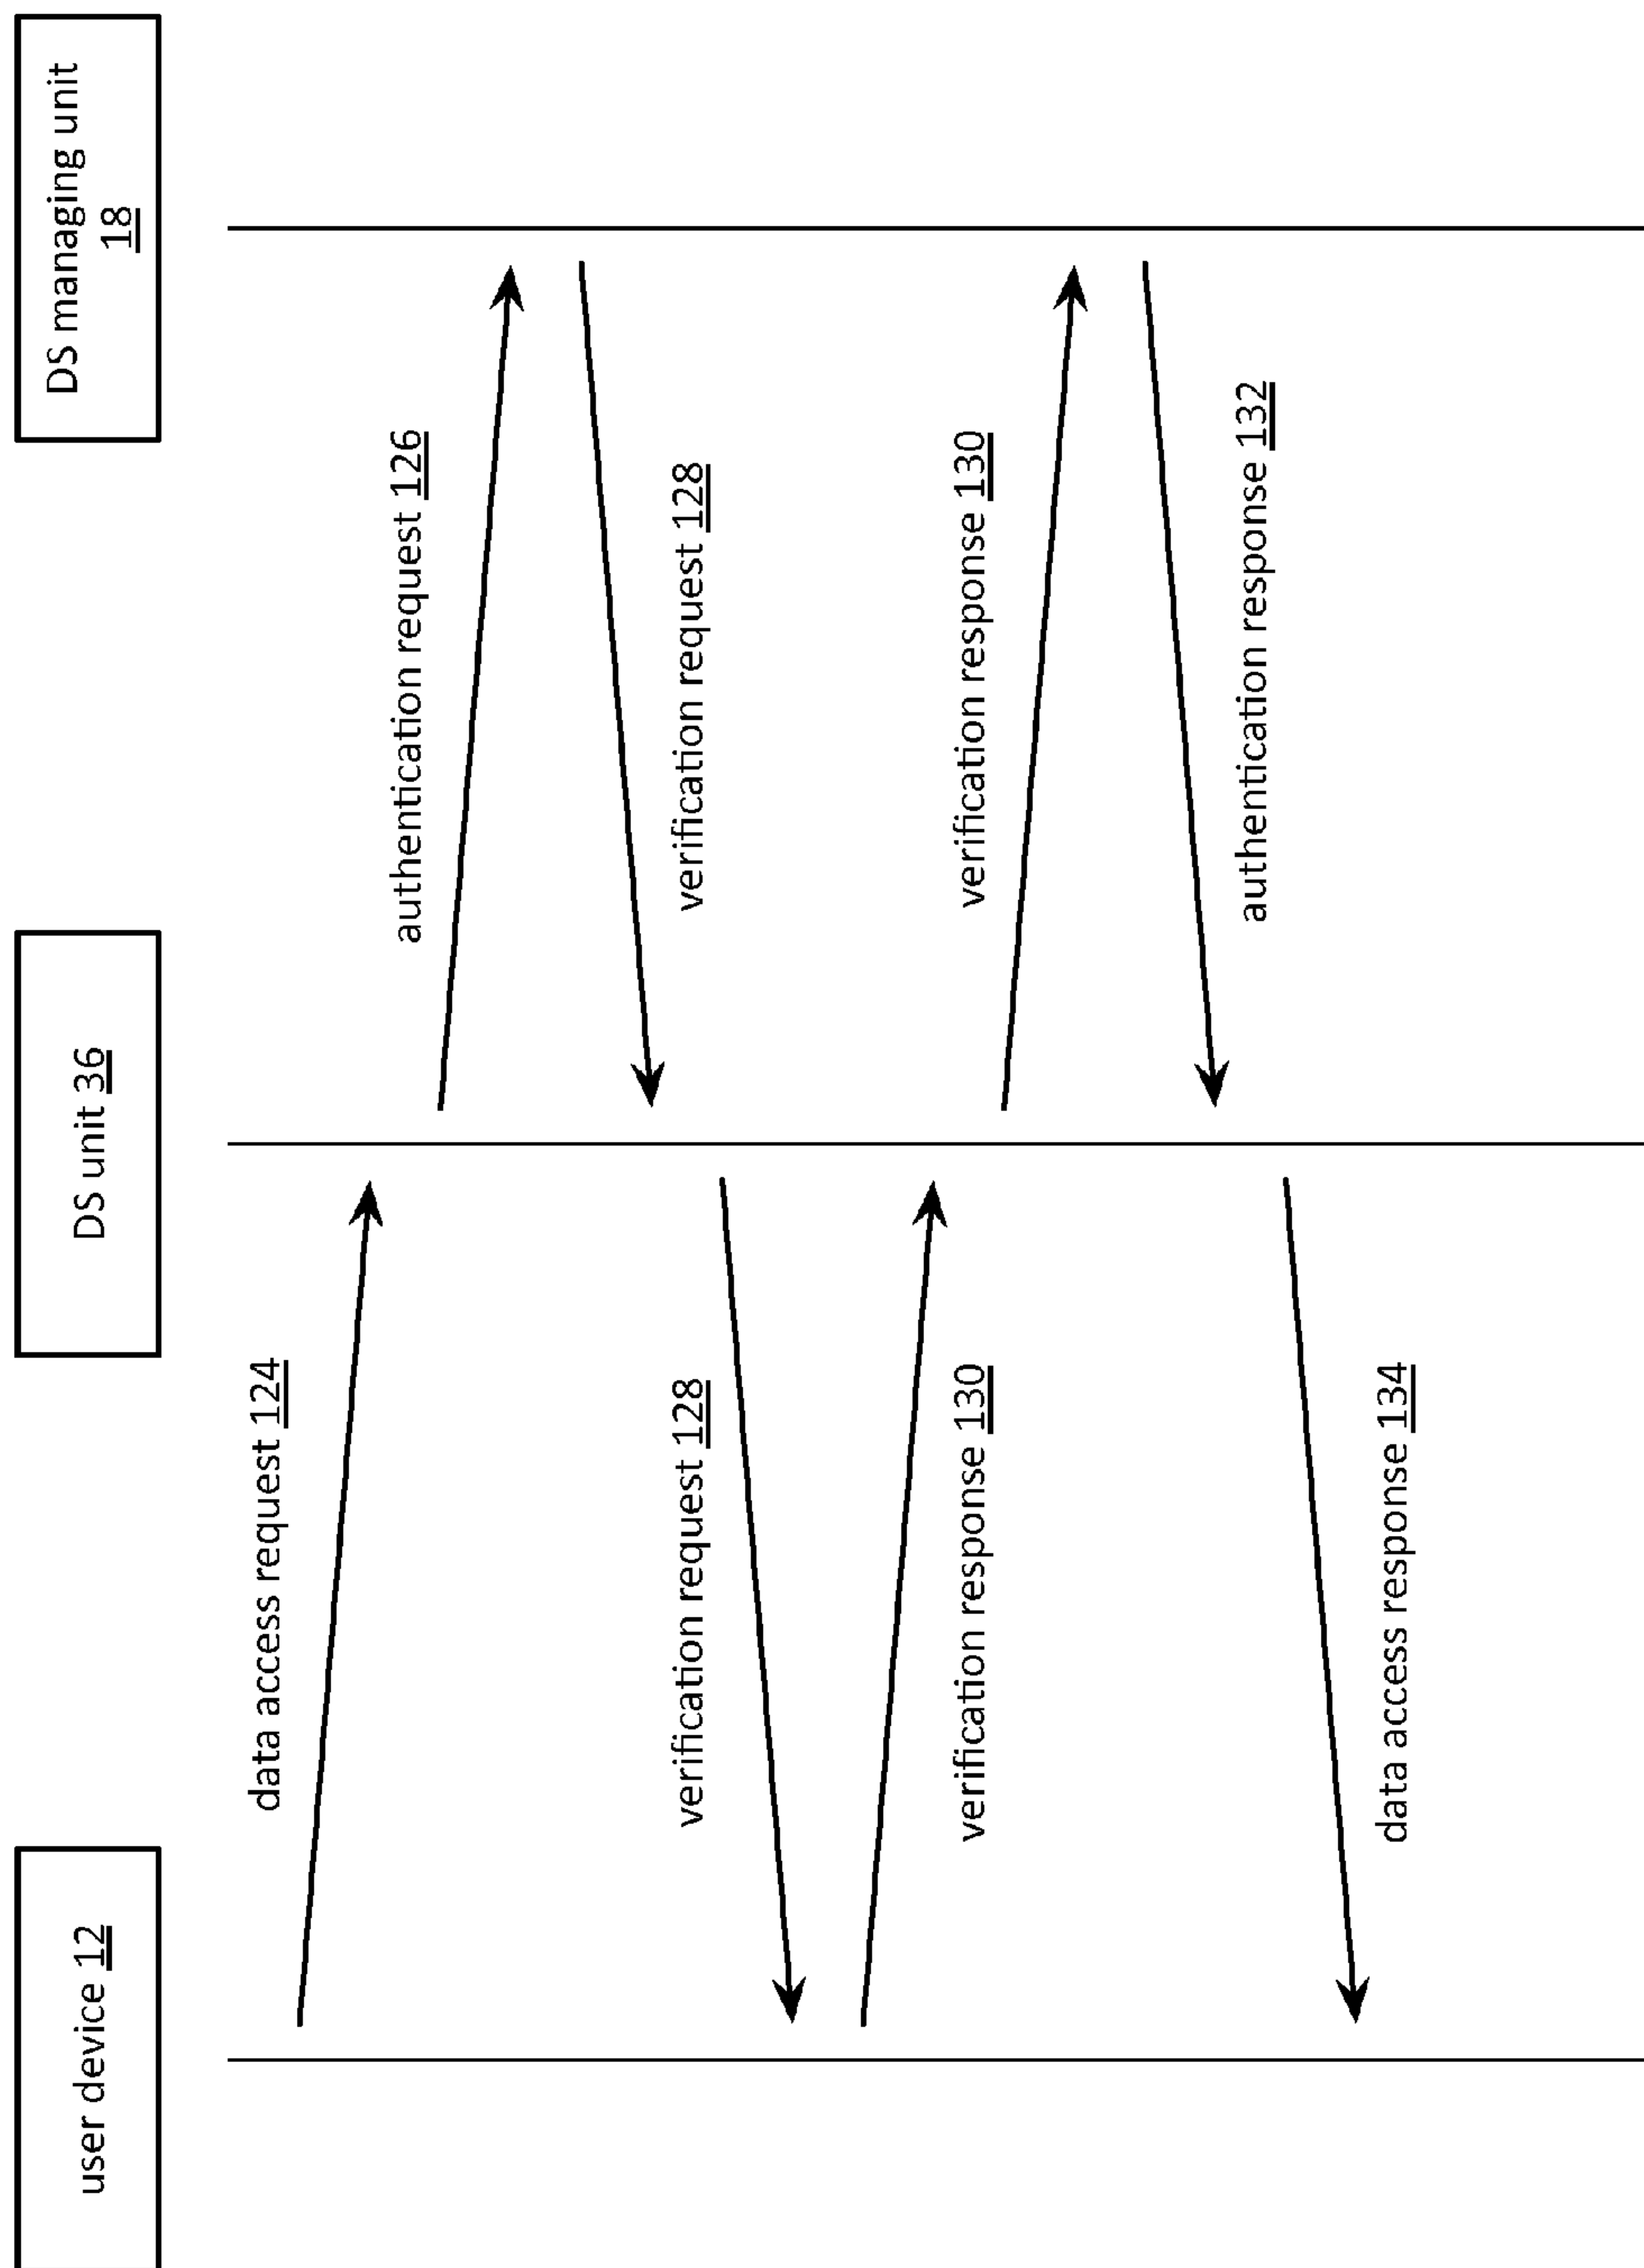 user device 12
DS unit 36
DS managing unit
18
data access request 124
authentication request 126
verification request 128
verification request 128
verification response 130
verification response 130
authentication response 132
data access response 134